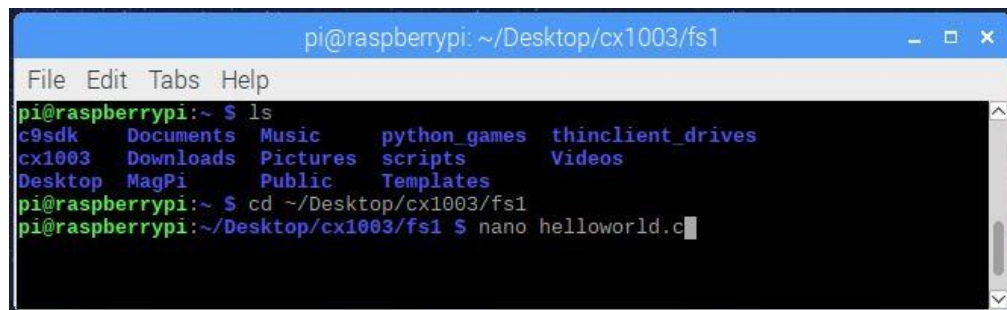 pi@raspberrypi: ~/Desktop/cx1003/fs1
File Edit Tabs Help
pi@raspberrypi:~ $ ls
c9sdk Documents Music python_games thinclient_drives
cx1003 Downloads Pictures scripts Videos
Desktop MagPi Public Templates
pi@raspberrypi:~ $ cd ~/Desktop/cx1003/fs1
pi@raspberrypi:~/Desktop/cx1003/fs1 $ nano helloworld.c